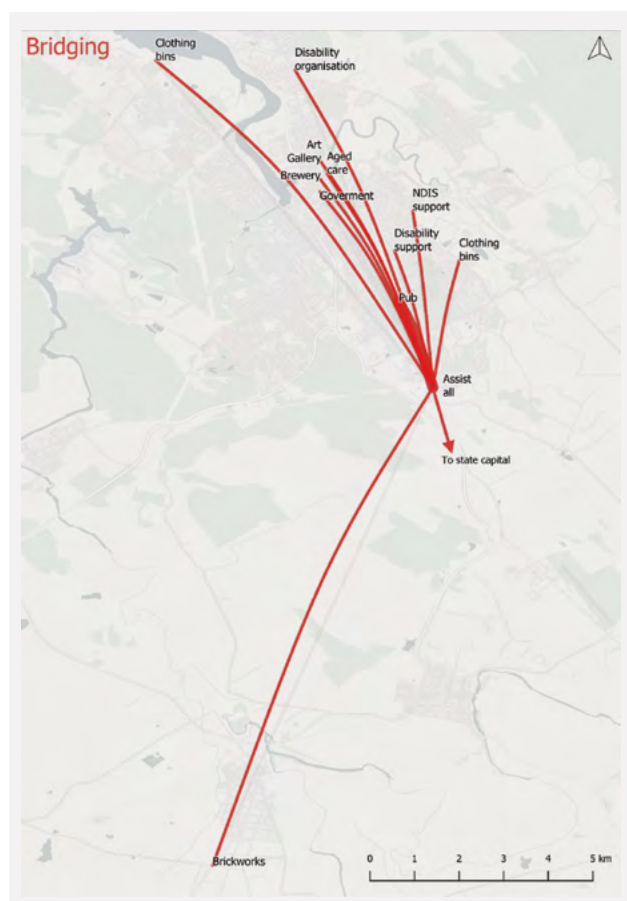 Bridging
Clothing
bins
Disability
organisation
Art
Gallery
Aged
care
Brewery
Goverment
NDIS
support
Disability
support
Clothing
bins
Pub
Assist
all
To state capital
Brickworks
0 1 2 3 4 5 km